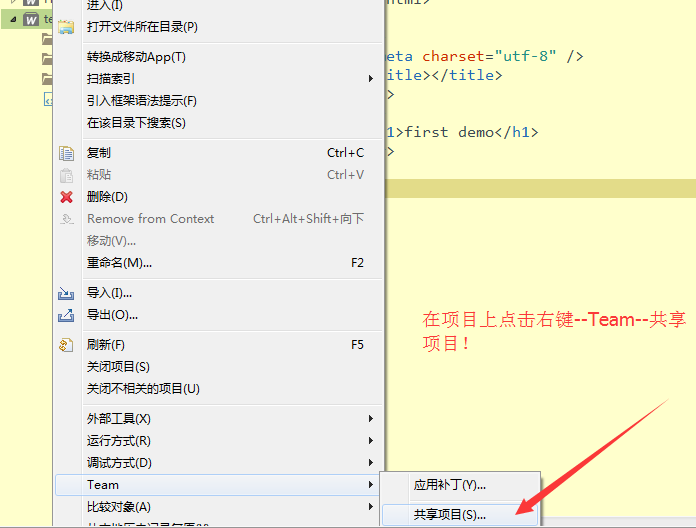 进入(I)
te
打开文件所在目录(P)
转换成移动App(T)
扫描索引
引入框架语法提示(F)
在该目录下搜索(S)
复制 Ctrl+C
粘贴 Ctrl+V
删除(D)
Remove from Context Ctrl+Alt+Shift+向下
移动(V)...
重命名(M)... F2
导入(I)...
导出(O)...
刷新(F) F5
关闭项目(S)
关闭不相关的项目(U)
外部工具(X)
运行方式(R)
调试方式(D)
Team
比较对象(A)
应用补丁(Y)...
共享项目(S)...
html>
eta charset="utf-8" />
itle></title>
>
1>first demo</h1>
>
在项目上点击右键--Team--共享
项目！